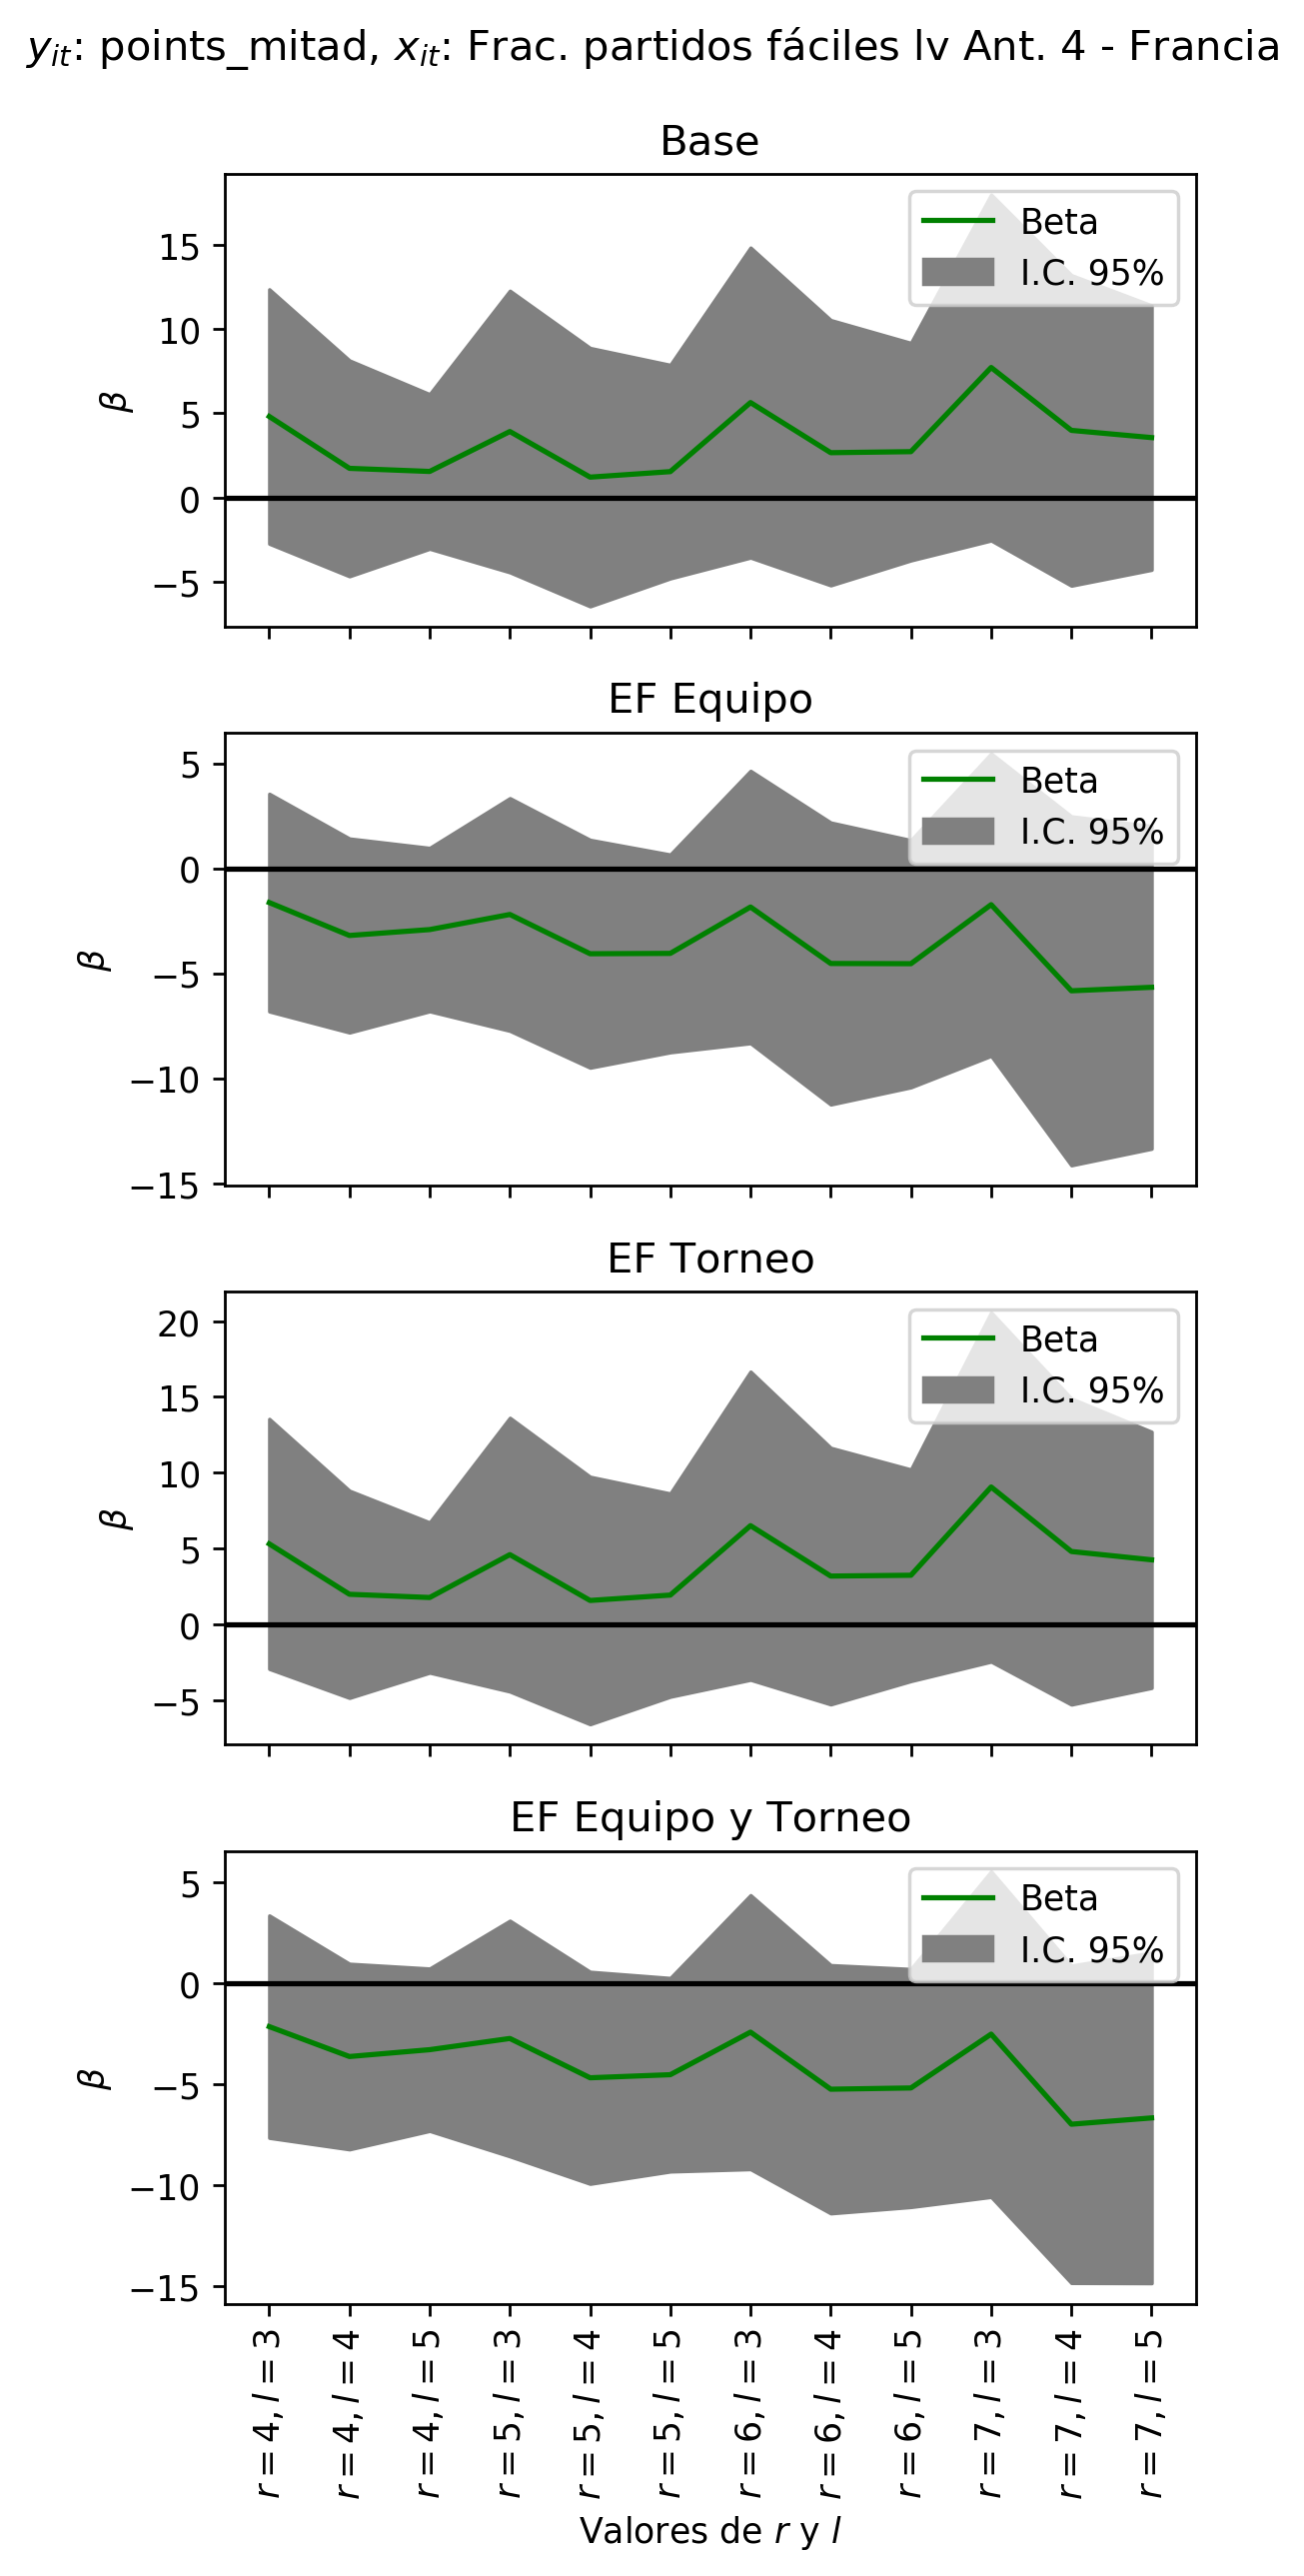 y_it: points_mitad, x_it: Frac. partidos fáciles lv Ant. 4 - Francia
Base
Beta
I.C. 95%
15
10
5
0
−5
β
EF Equipo
Beta
I.C. 95%
5
0
−5
−10
−15
β
EF Torneo
Beta
I.C. 95%
20
15
10
5
0
−5
β
EF Equipo y Torneo
Beta
I.C. 95%
5
0
−5
−10
−15
β
r = 4, l = 3
r = 4, l = 4
r = 4, l = 5
r = 5, l = 3
r = 5, l = 4
r = 5, l = 5
r = 6, l = 3
r = 6, l = 4
r = 6, l = 5
r = 7, l = 3
r = 7, l = 4
r = 7, l = 5
Valores de r y l